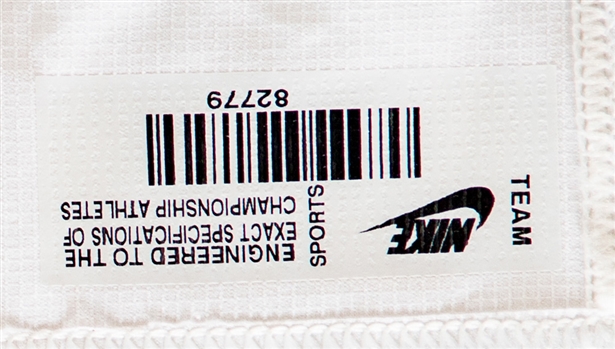 TEAM
NIKE
SPORTS
ENGINEERED TO THE
EXACT SPECIFICATIONS OF
CHAMPIONSHIP ATHLETES
82779